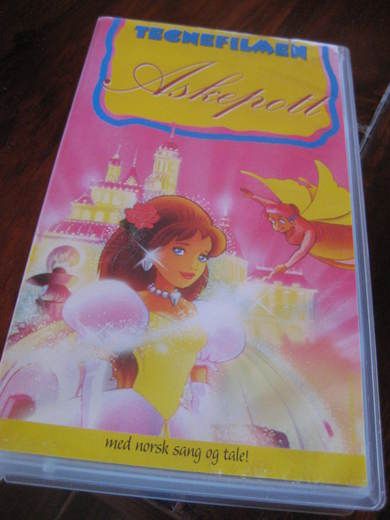 TEGNEFILMEN
Askepott
med norsk sang og tale!